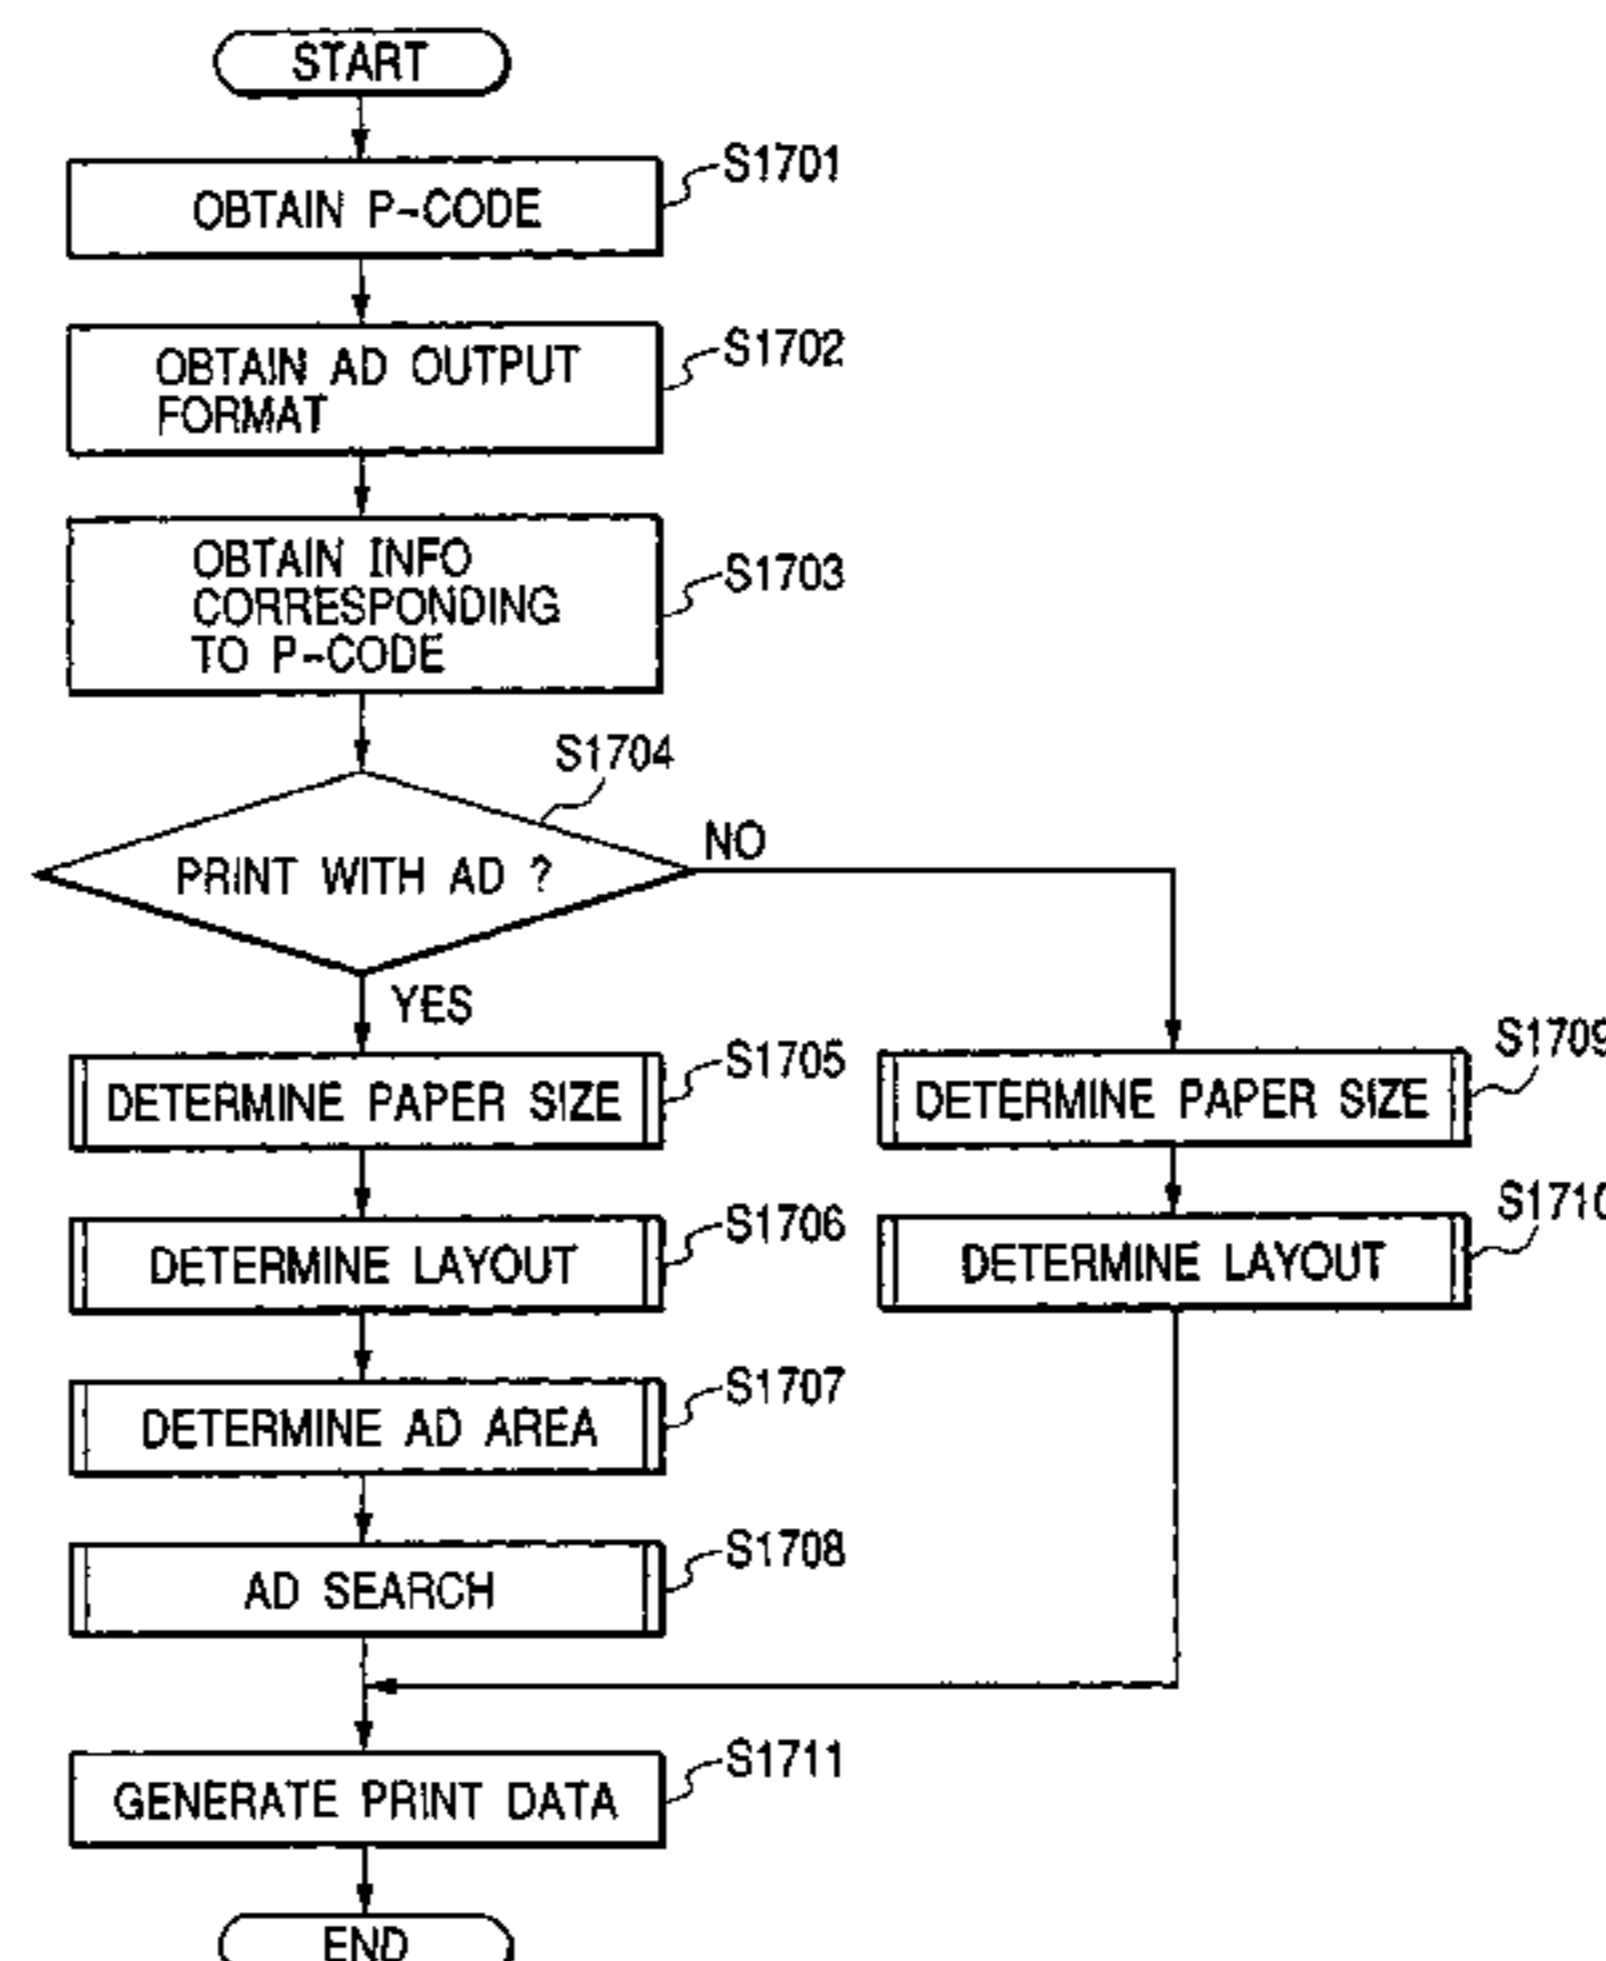 START
OBTAIN P-CODE
S1701
OBTAIN AD OUTPUT
FORMAT
S1702
OBTAIN INFO
CORRESPONDING
TO P-CODE
S1703
S1704
PRINT WITH AD ?
NO
YES
DETERMINE PAPER SIZE
S1705
DETERMINE PAPER SIZE
S1709
DETERMINE LAYOUT
S1706
DETERMINE LAYOUT
S1710
DETERMINE AD AREA
S1707
AD SEARCH
S1708
GENERATE PRINT DATA
S1711
END